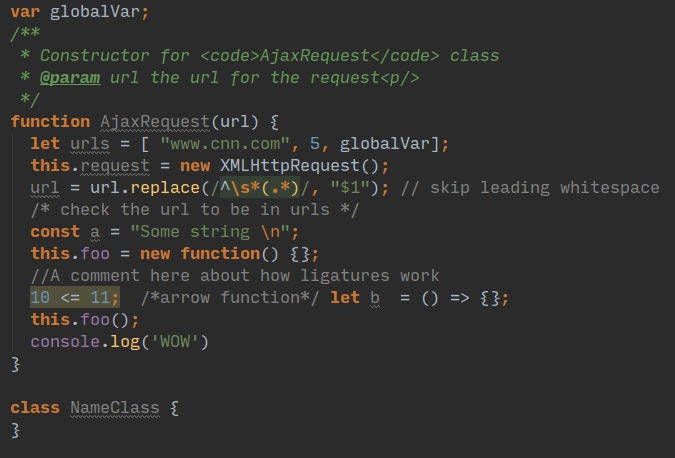 var globalVar;
/**
 * Constructor for <code>AjaxRequest</code> class
 * @param url the url for the request<p/>
 */
function AjaxRequest(url) {
  let urls = [ "www.cnn.com", 5, globalVar];
  this.request = new XMLHttpRequest();
  url = url.replace(/^\s*(.*)/, "$1"); // skip leading whitespace
  /* check the url to be in urls */
  const a = "Some string \n";
  this.foo = new function() {};
  //A comment here about how ligatures work
  10 <= 11;  /*arrow function*/ let b  = () => {};
  this.foo();
  console.log('WOW')
}

class NameClass {
}